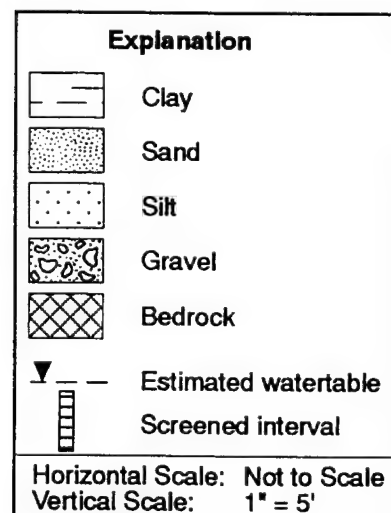 Explanation
Clay
Sand
Silt
Gravel
Bedrock
Estimated watertable
Screened interval
Horizontal Scale: Not to Scale
Vertical Scale: 1" = 5'